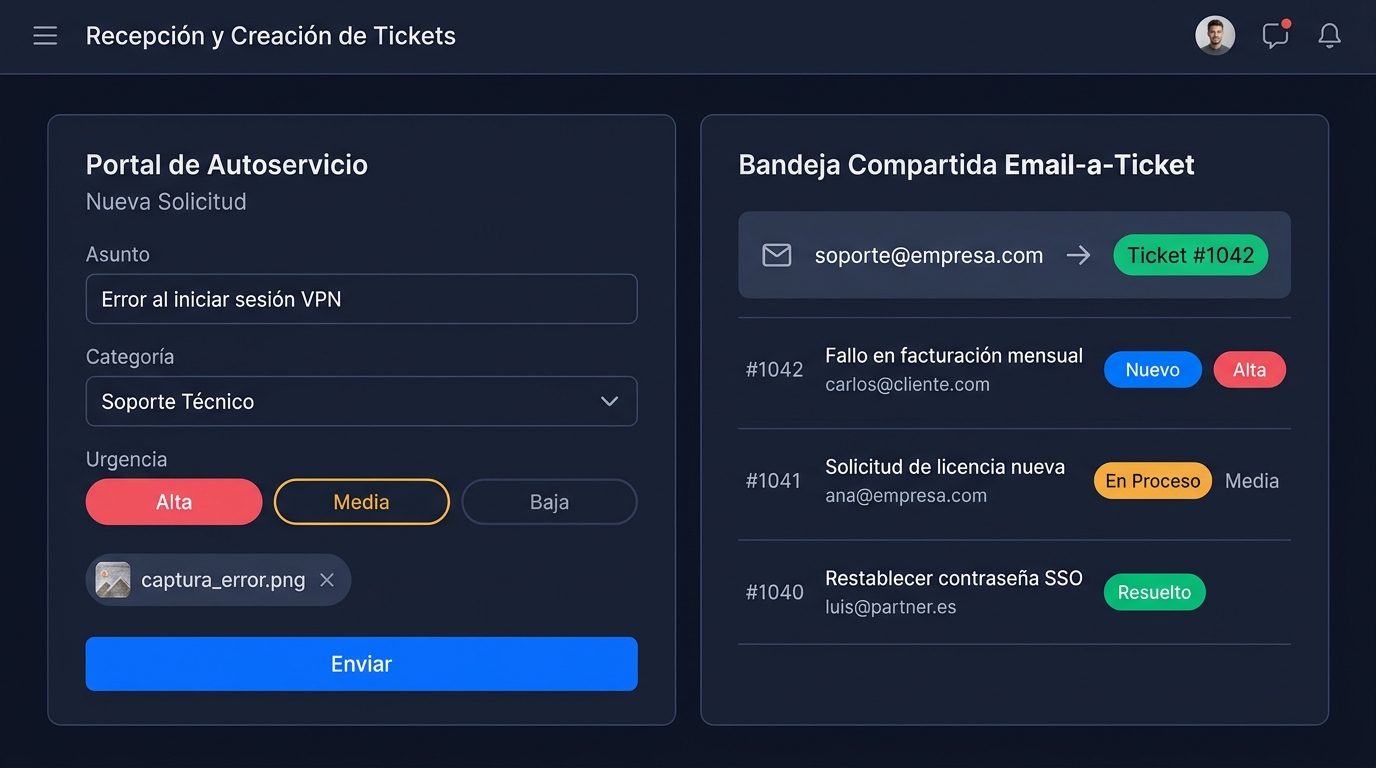 Recepción y Creación de Tickets
Portal de Autoservicio
Nueva Solicitud
Asunto
Error al iniciar sesión VPN
Categoría
Soporte Técnico
Urgencia
Alta
Media
Baja
captura_error.png
Enviar
Bandeja Compartida Email-a-Ticket
soporte@empresa.com → Ticket #1042
#1042 Fallo en facturación mensual Nuevo Alta
carlos@cliente.com
#1041 Solicitud de licencia nueva En Proceso Media
ana@empresa.com
#1040 Restablecer contraseña SSO Resuelto
luis@partner.es